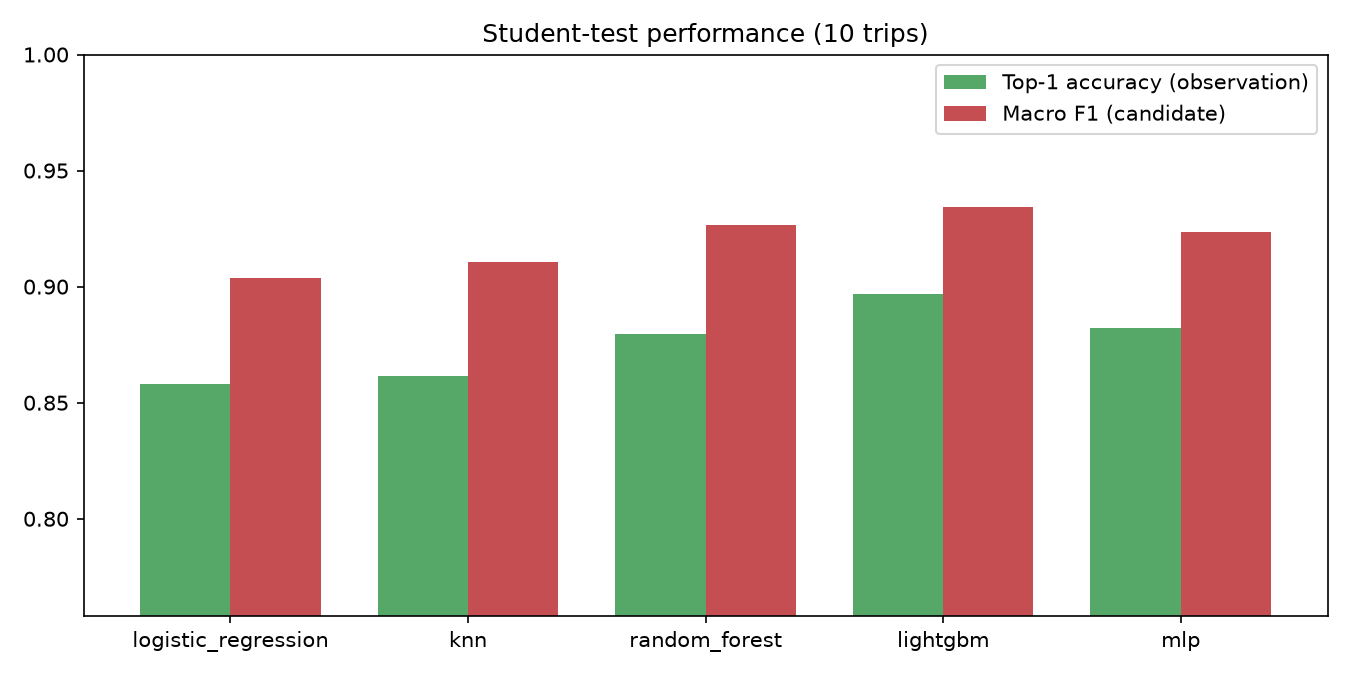 Student-test performance (10 trips)
1.00
0.95
0.90
0.85
0.80
Top-1 accuracy (observation)
Macro F1 (candidate)
logistic_regression
knn
random_forest
lightgbm
mlp